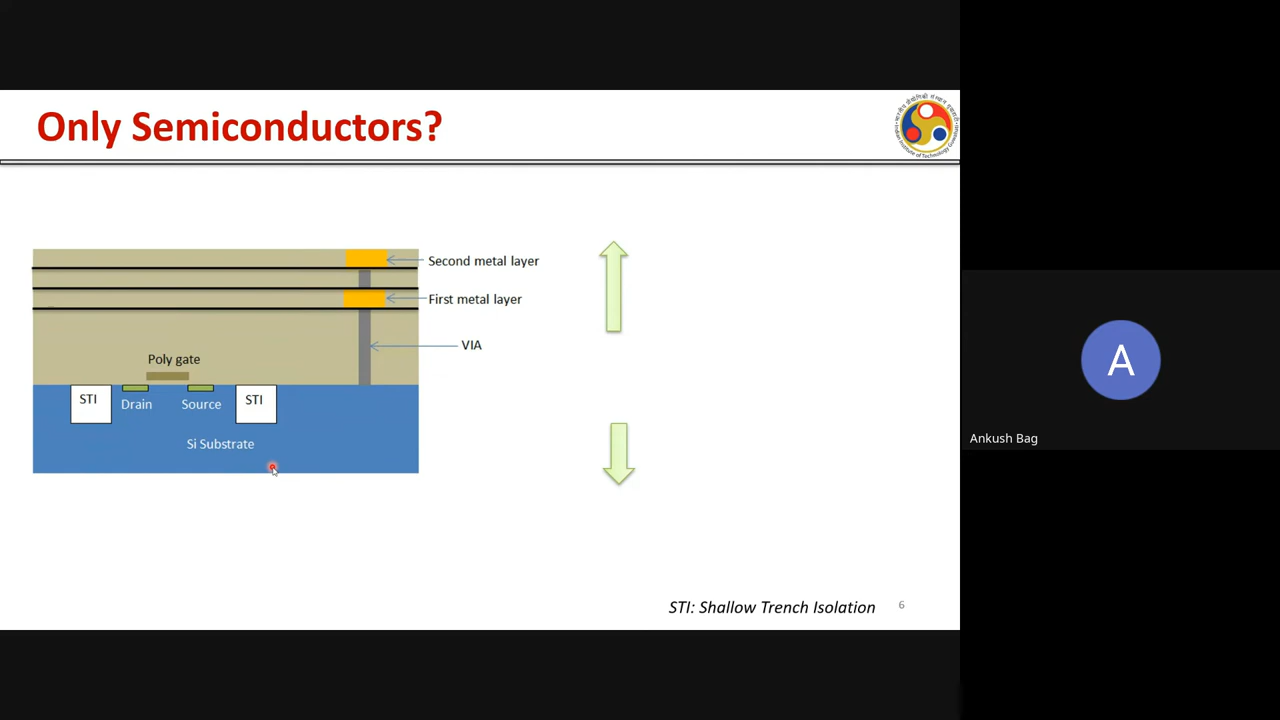 Only Semiconductors?
Second metal layer
First metal layer
VIA
Poly gate
STI
Drain
Source
STI
Si Substrate
STI: Shallow Trench Isolation
6
A
Ankush Bag